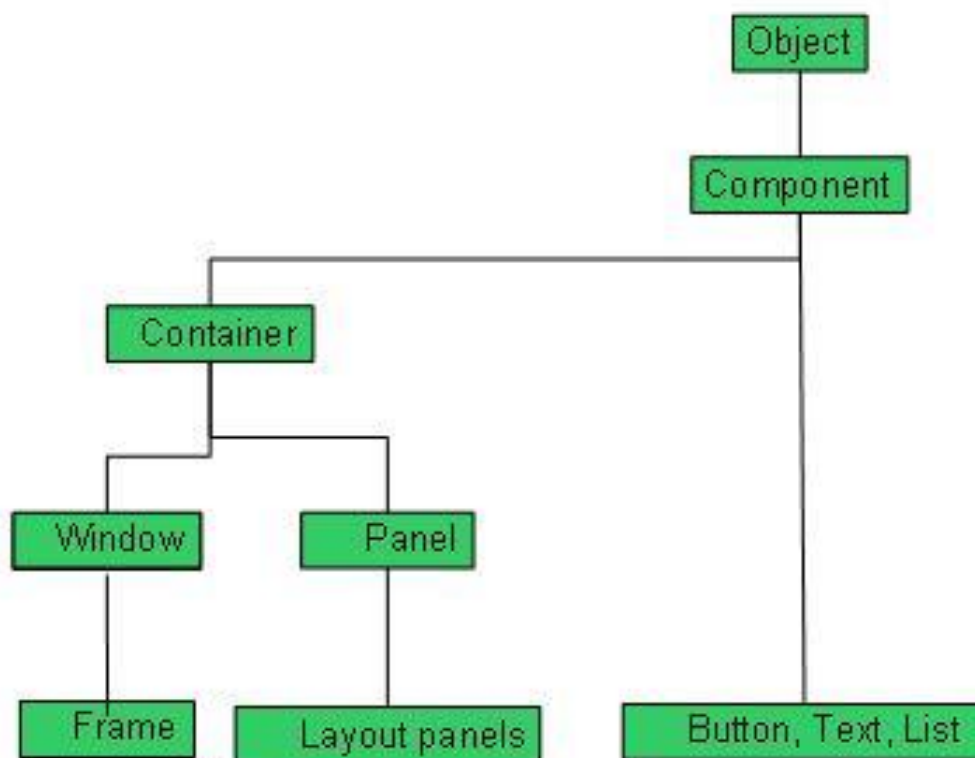 Object
Component
Container
Window
Panel
Frame
Layout panels
Button, Text, List